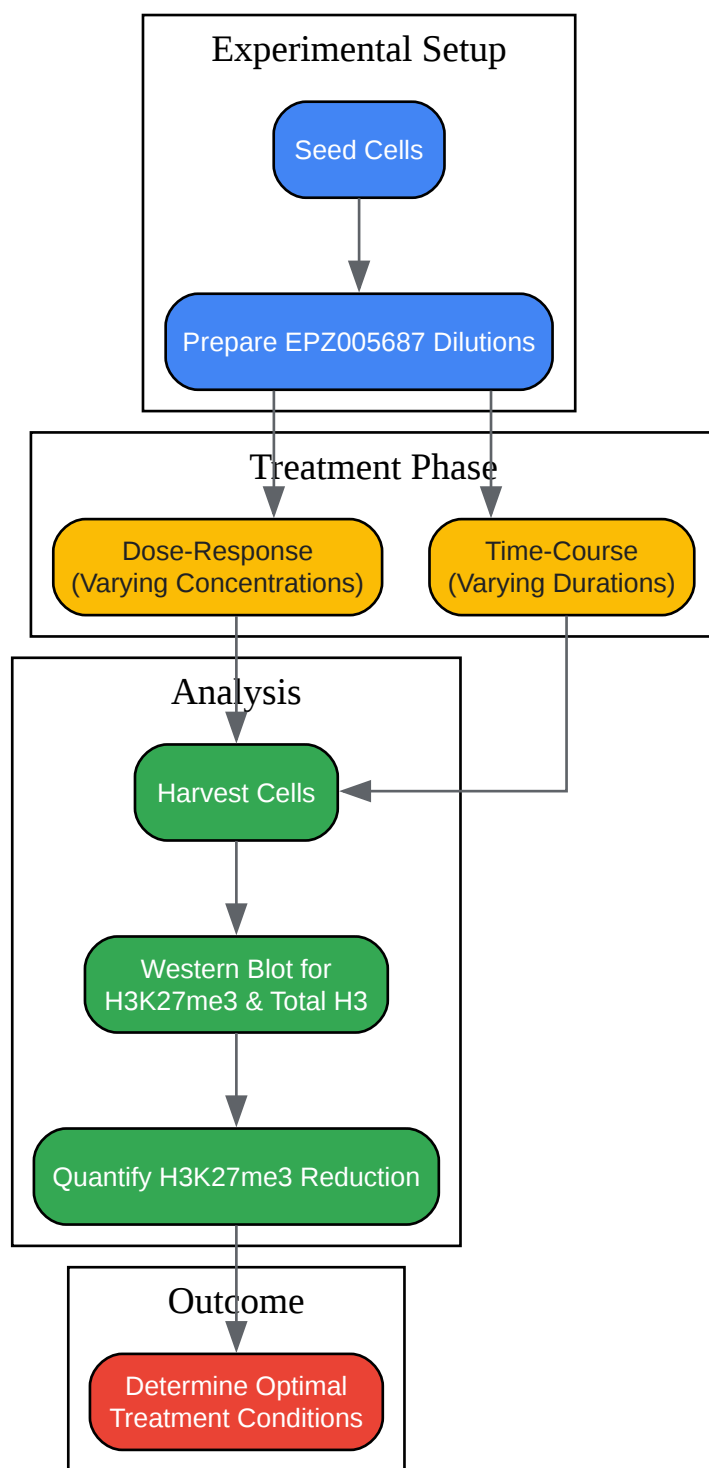 Experimental Setup
Seed Cells
Prepare EPZ005687 Dilutions
Treatment Phase
Dose-Response
(Varying Concentrations)
Time-Course
(Varying Durations)
Analysis
Harvest Cells
Western Blot for
H3K27me3 & Total H3
Quantify H3K27me3 Reduction
Outcome
Determine Optimal
Treatment Conditions